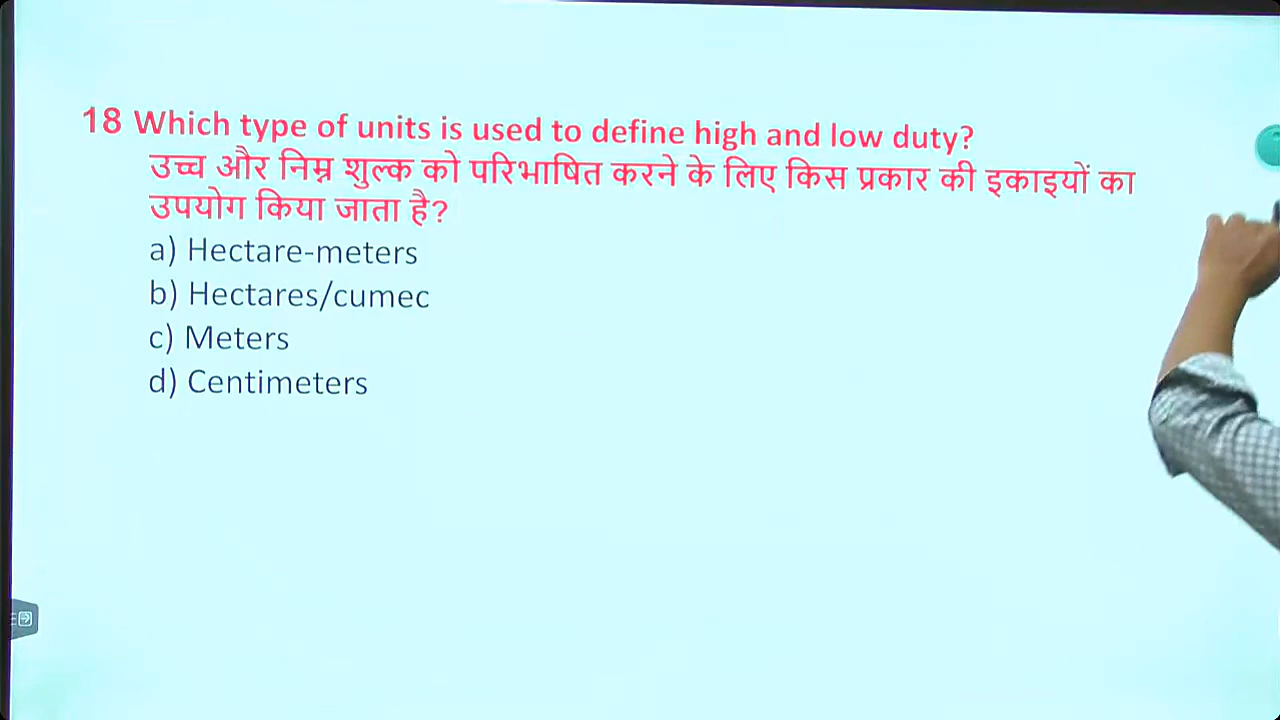 18 Which type of units is used to define high and low duty?
उच्च और निम्न शुल्क को परिभाषित करने के लिए किस प्रकार की इकाइयों का
उपयोग किया जाता है?
a) Hectare-meters
b) Hectares/cumec
c) Meters
d) Centimeters